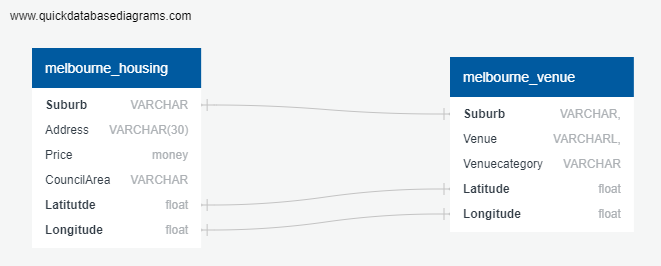 www.quickdatabasediagrams.com
melbourne_housing
Suburb VARCHAR
Address VARCHAR(30)
Price money
CouncilArea VARCHAR
Latitutde float
Longitude float
melbourne_venue
Suburb VARCHAR,
Venue VARCHARL,
Venuecategory VARCHAR
Latitude float
Longitude float